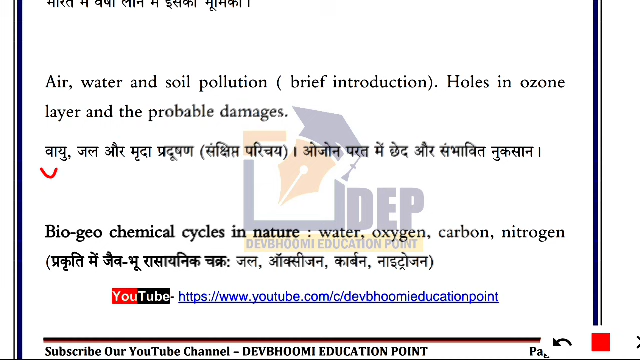 भारत में वर्षा लाने में इसकी भूमिका।
Air, water and soil pollution ( brief introduction). Holes in ozone
layer and the probable damages.
वायु, जल और मृदा प्रदूषण (संक्षिप्त परिचय)। ओजोन परत में छेद और संभावित नुकसान।
DEP
DEVBHOOMI EDUCATION POINT
Bio-geo chemical cycles in nature : water, oxygen, carbon, nitrogen
(प्रकृति में जैव-भू रासायनिक चक्र: जल, ऑक्सीजन, कार्बन, नाइट्रोजन)
YouTube- https://www.youtube.com/c/devbhoomieducationpoint
Subscribe Our YouTube Channel – DEVBHOOMI EDUCATION POINT